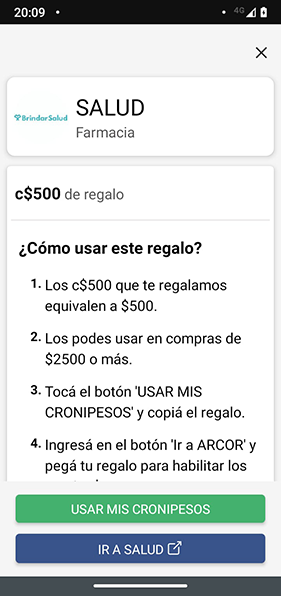 20:09
4G
BrindarSalud
SALUD
Farmacia
c$500 de regalo
¿Cómo usar este regalo?
1. Los c$500 que te regalamos
equivalen a $500.
2. Los podes usar en compras de
$2500 o más.
3. Tocá el botón 'USAR MIS
CRONIPESOS' y copiá el regalo.
4. Ingresá en el botón 'Ir a ARCOR' y
pegá tu regalo para habilitar los
USAR MIS CRONIPESOS
IR A SALUD